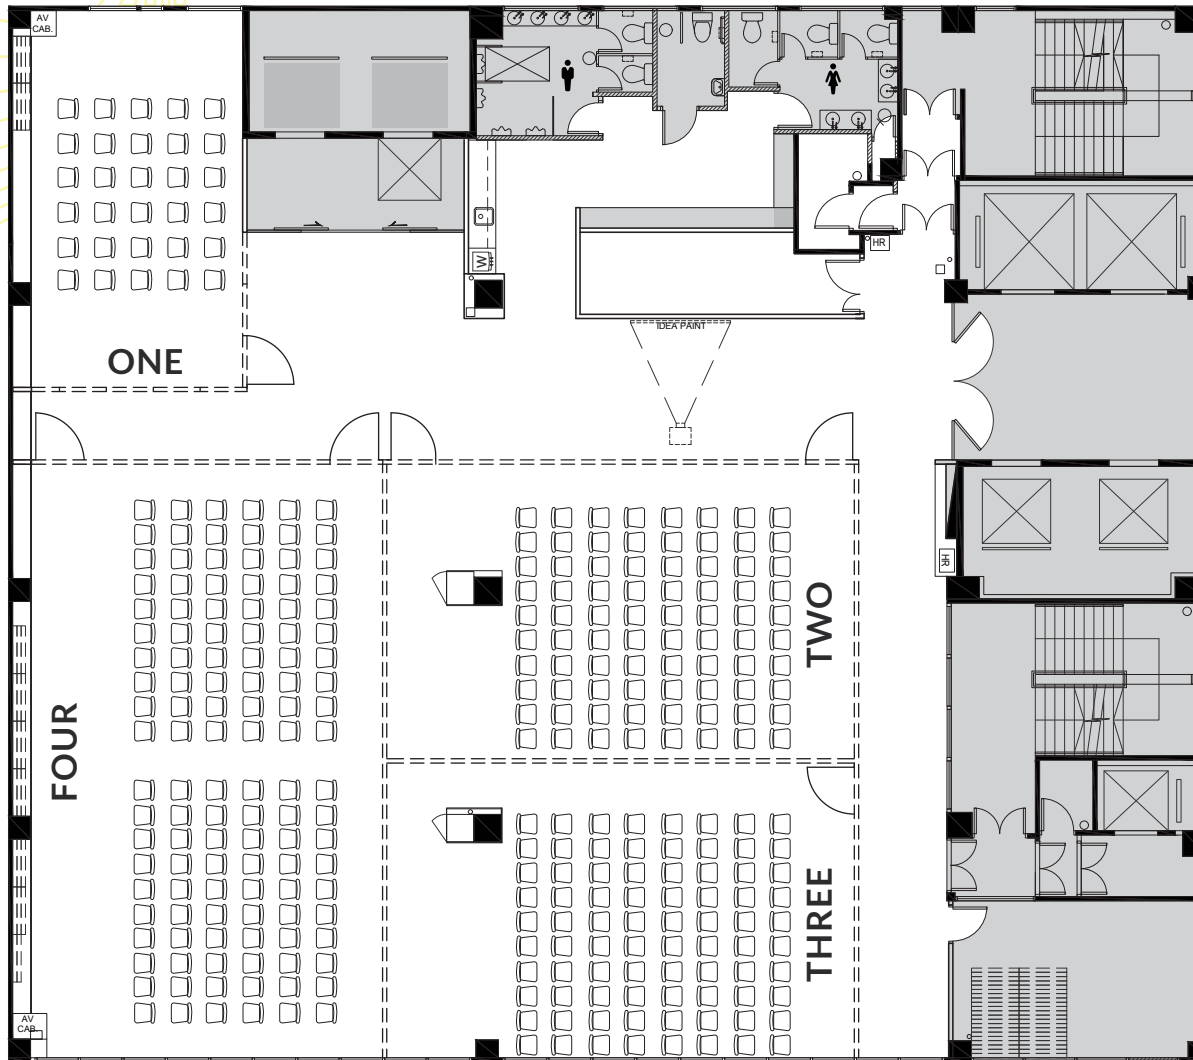 AV
CAB.
HR
W
IDEA PAINT
ONE
HR
TWO
FOUR
THREE
AV
CAB.